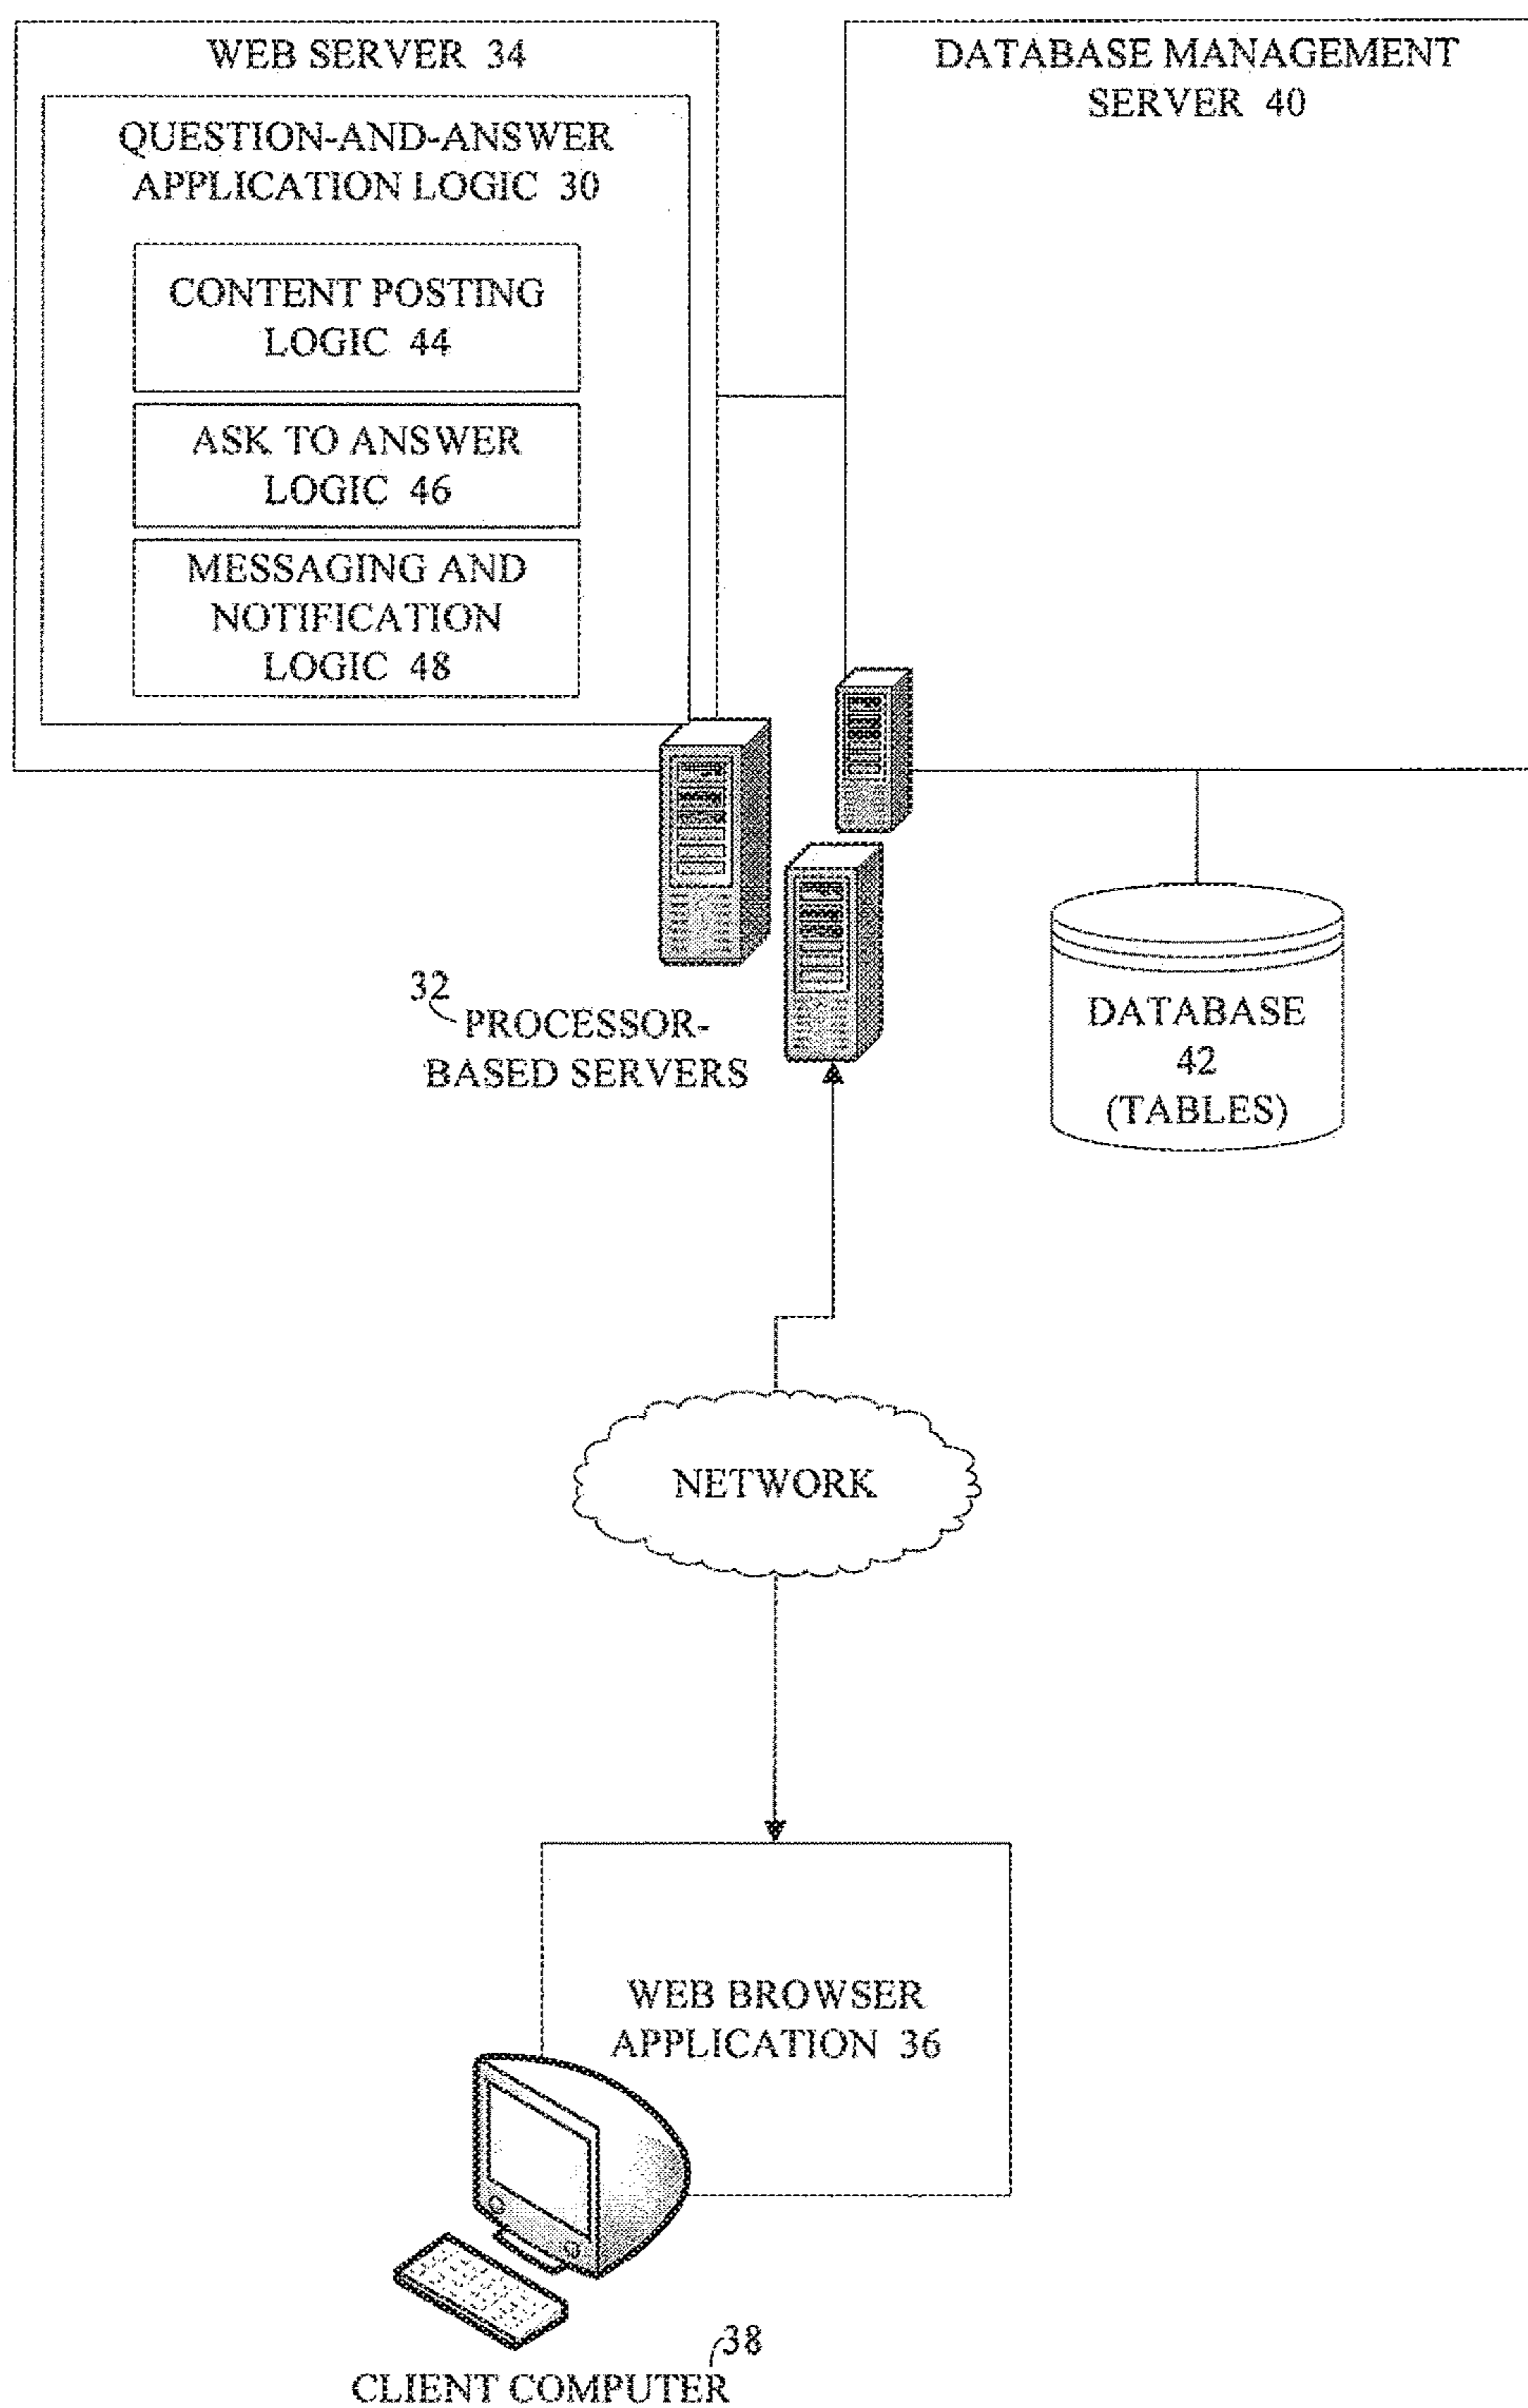 WEB SERVER 34
QUESTION-AND-ANSWER
APPLICATION LOGIC 30
CONTENT POSTING
LOGIC 44
ASK TO ANSWER
LOGIC 46
MESSAGING AND
NOTIFICATION
LOGIC 48
DATABASE MANAGEMENT
SERVER 40
32
PROCESSOR-
BASED SERVERS
DATABASE
42
(TABLES)
NETWORK
WEB BROWSER
APPLICATION 36
38
CLIENT COMPUTER